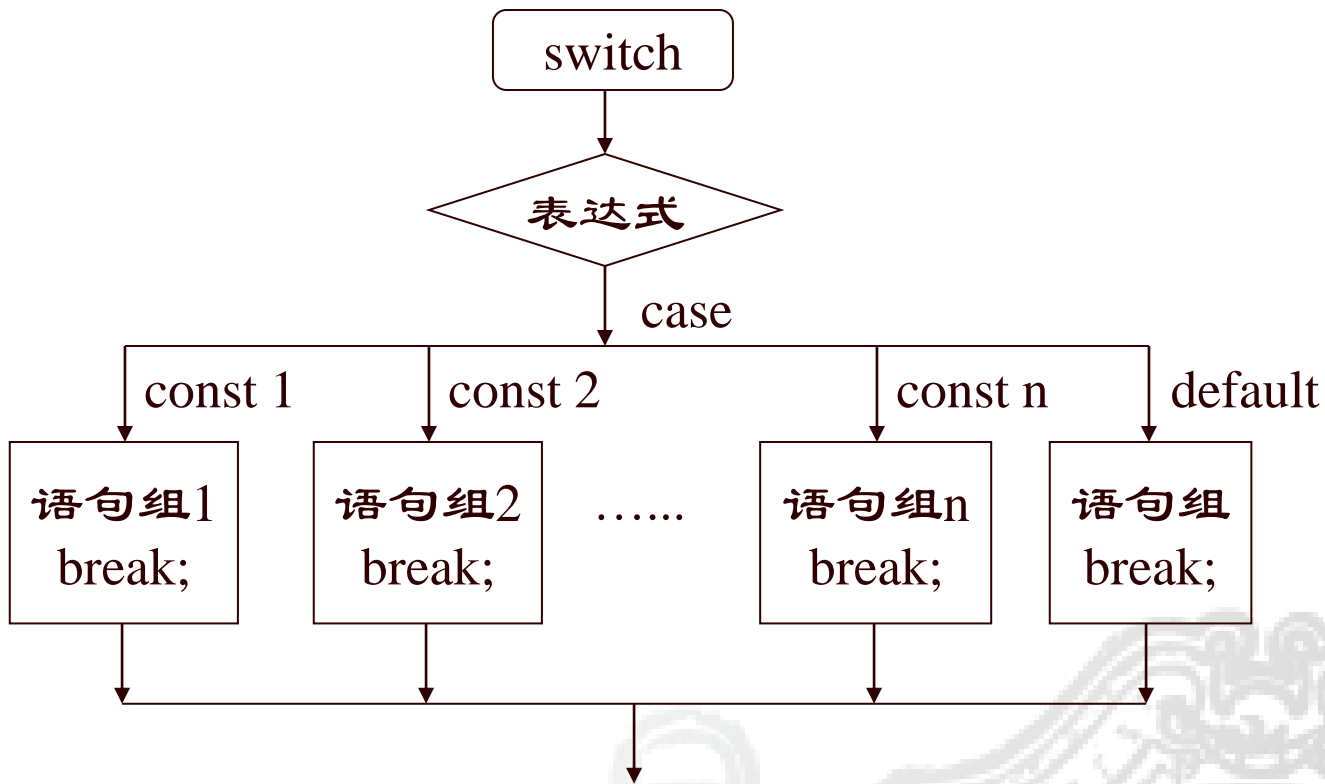 switch
表达式
case
const 1
const 2
const n
default
语句组1
break;
语句组2
break;
…...
语句组n
break;
语句组
break;